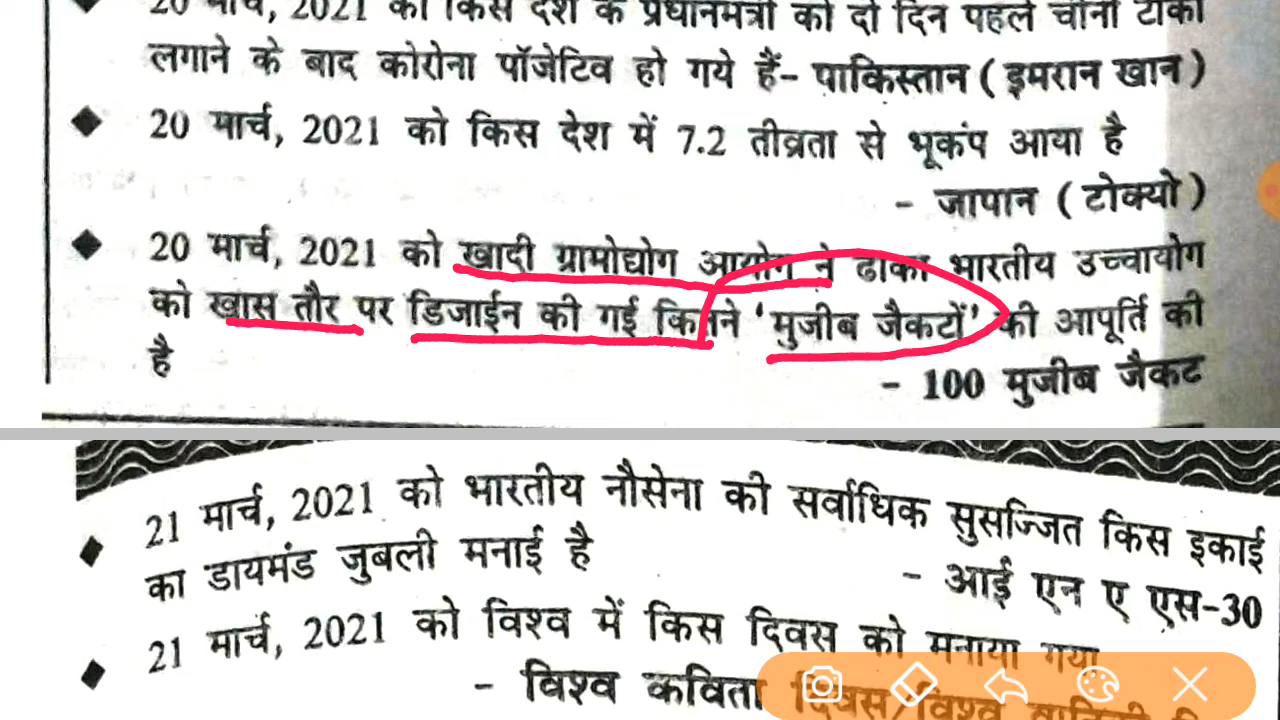 20 मार्च, 2021 को किस देश के प्रधानमंत्री को दो दिन पहले चीनी टीका
लगाने के बाद कोरोना पॉजेटिव हो गये हैं- पाकिस्तान ( इमरान खान )
20 मार्च, 2021 को किस देश में 7.2 तीव्रता से भूकंप आया है
- जापान ( टोक्यो )
20 मार्च, 2021 को खादी ग्रामोद्योग आयोग ने ढाका भारतीय उच्चायोग
को खास तौर पर डिजाईन की गई कितने 'मुजीब जैकटों' की आपूर्ति की
है
- 100 मुजीब जैकट
21 मार्च, 2021 को भारतीय नौसेना की सर्वाधिक सुसज्जित किस इकाई
का डायमंड जुबली मनाई है
- आई एन ए एस-30
21 मार्च, 2021 को विश्व में किस दिवस को मनाया गया
- विश्व कविता दिवस/विश्व